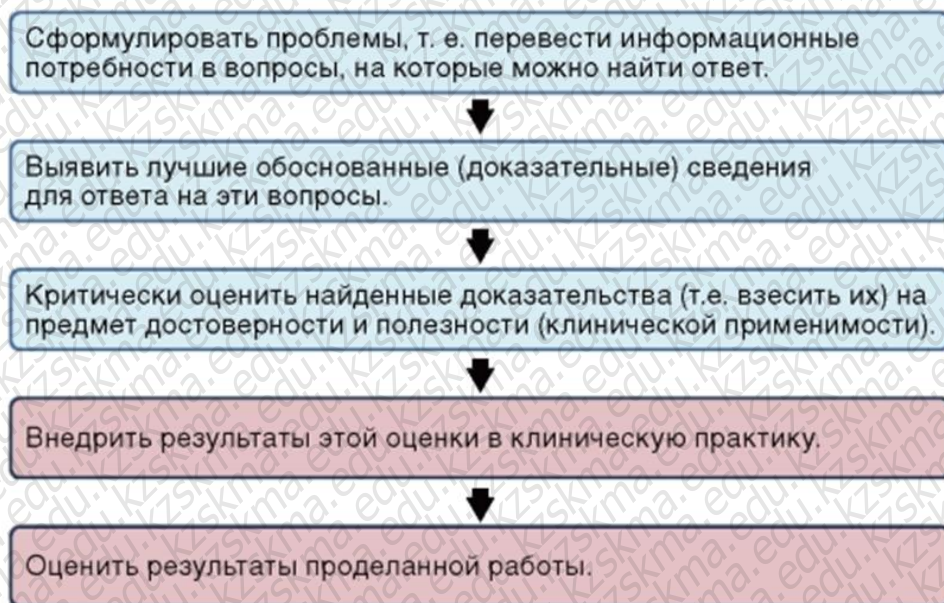 Сформулировать проблемы, т. е. перевести информационные
потребности в вопросы, на которые можно найти ответ.
Выявить лучшие обоснованные (доказательные) сведения
для ответа на эти вопросы.
Критически оценить найденные доказательства (т.е. взесить их) на
предмет достоверности и полезности (клинической применимости).
Внедрить результаты этой оценки в клиническую практику.
Оценить результаты проделанной работы.